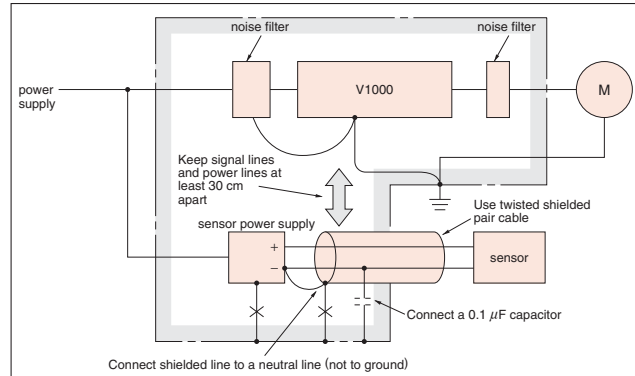 noise filter
noise filter
V1000
M
power
supply
Keep signal lines
and power lines at
least 30 cm
apart
Use twisted shielded
pair cable
sensor power supply
+
−
sensor
Connect a 0.1 μF capacitor
Connect shielded line to a neutral line (not to ground)